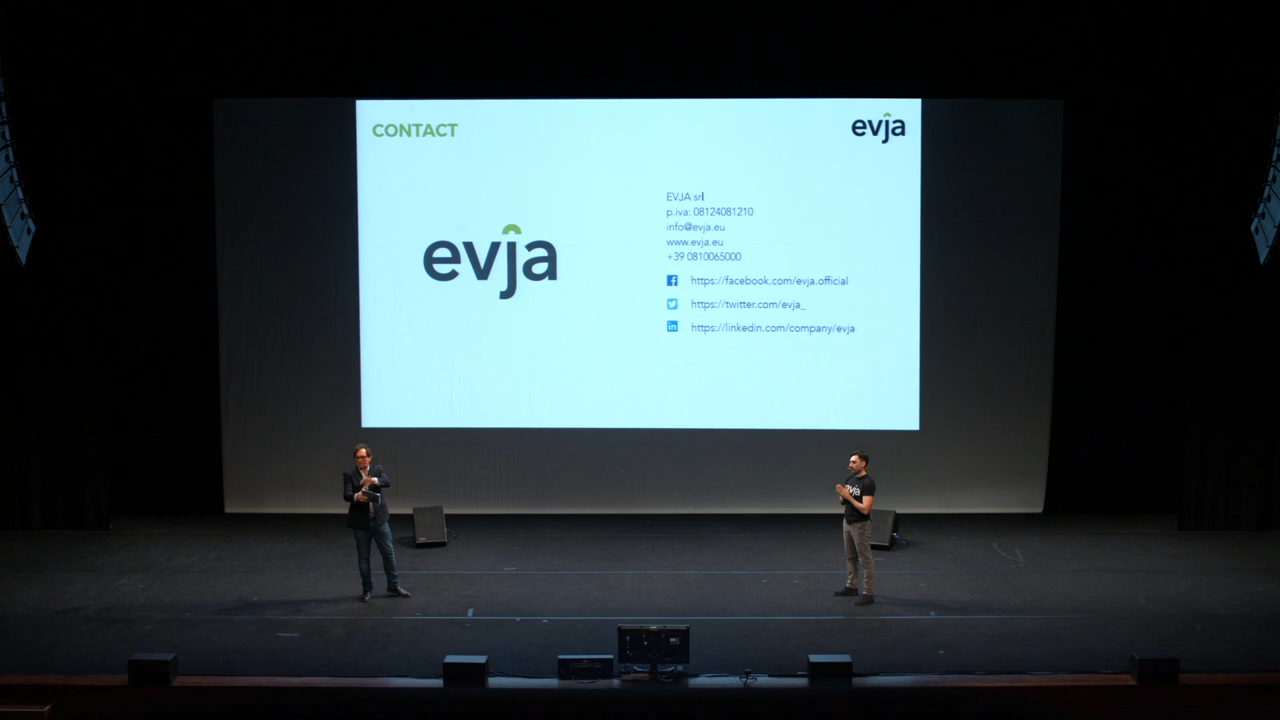 CONTACT
evja
evja
EVJA srl
p.iva: 08124081210
info@evja.eu
www.evja.eu
+39 0810065000
https://facebook.com/evja.official
https://twitter.com/evja_
https://linkedin.com/company/evja
evja